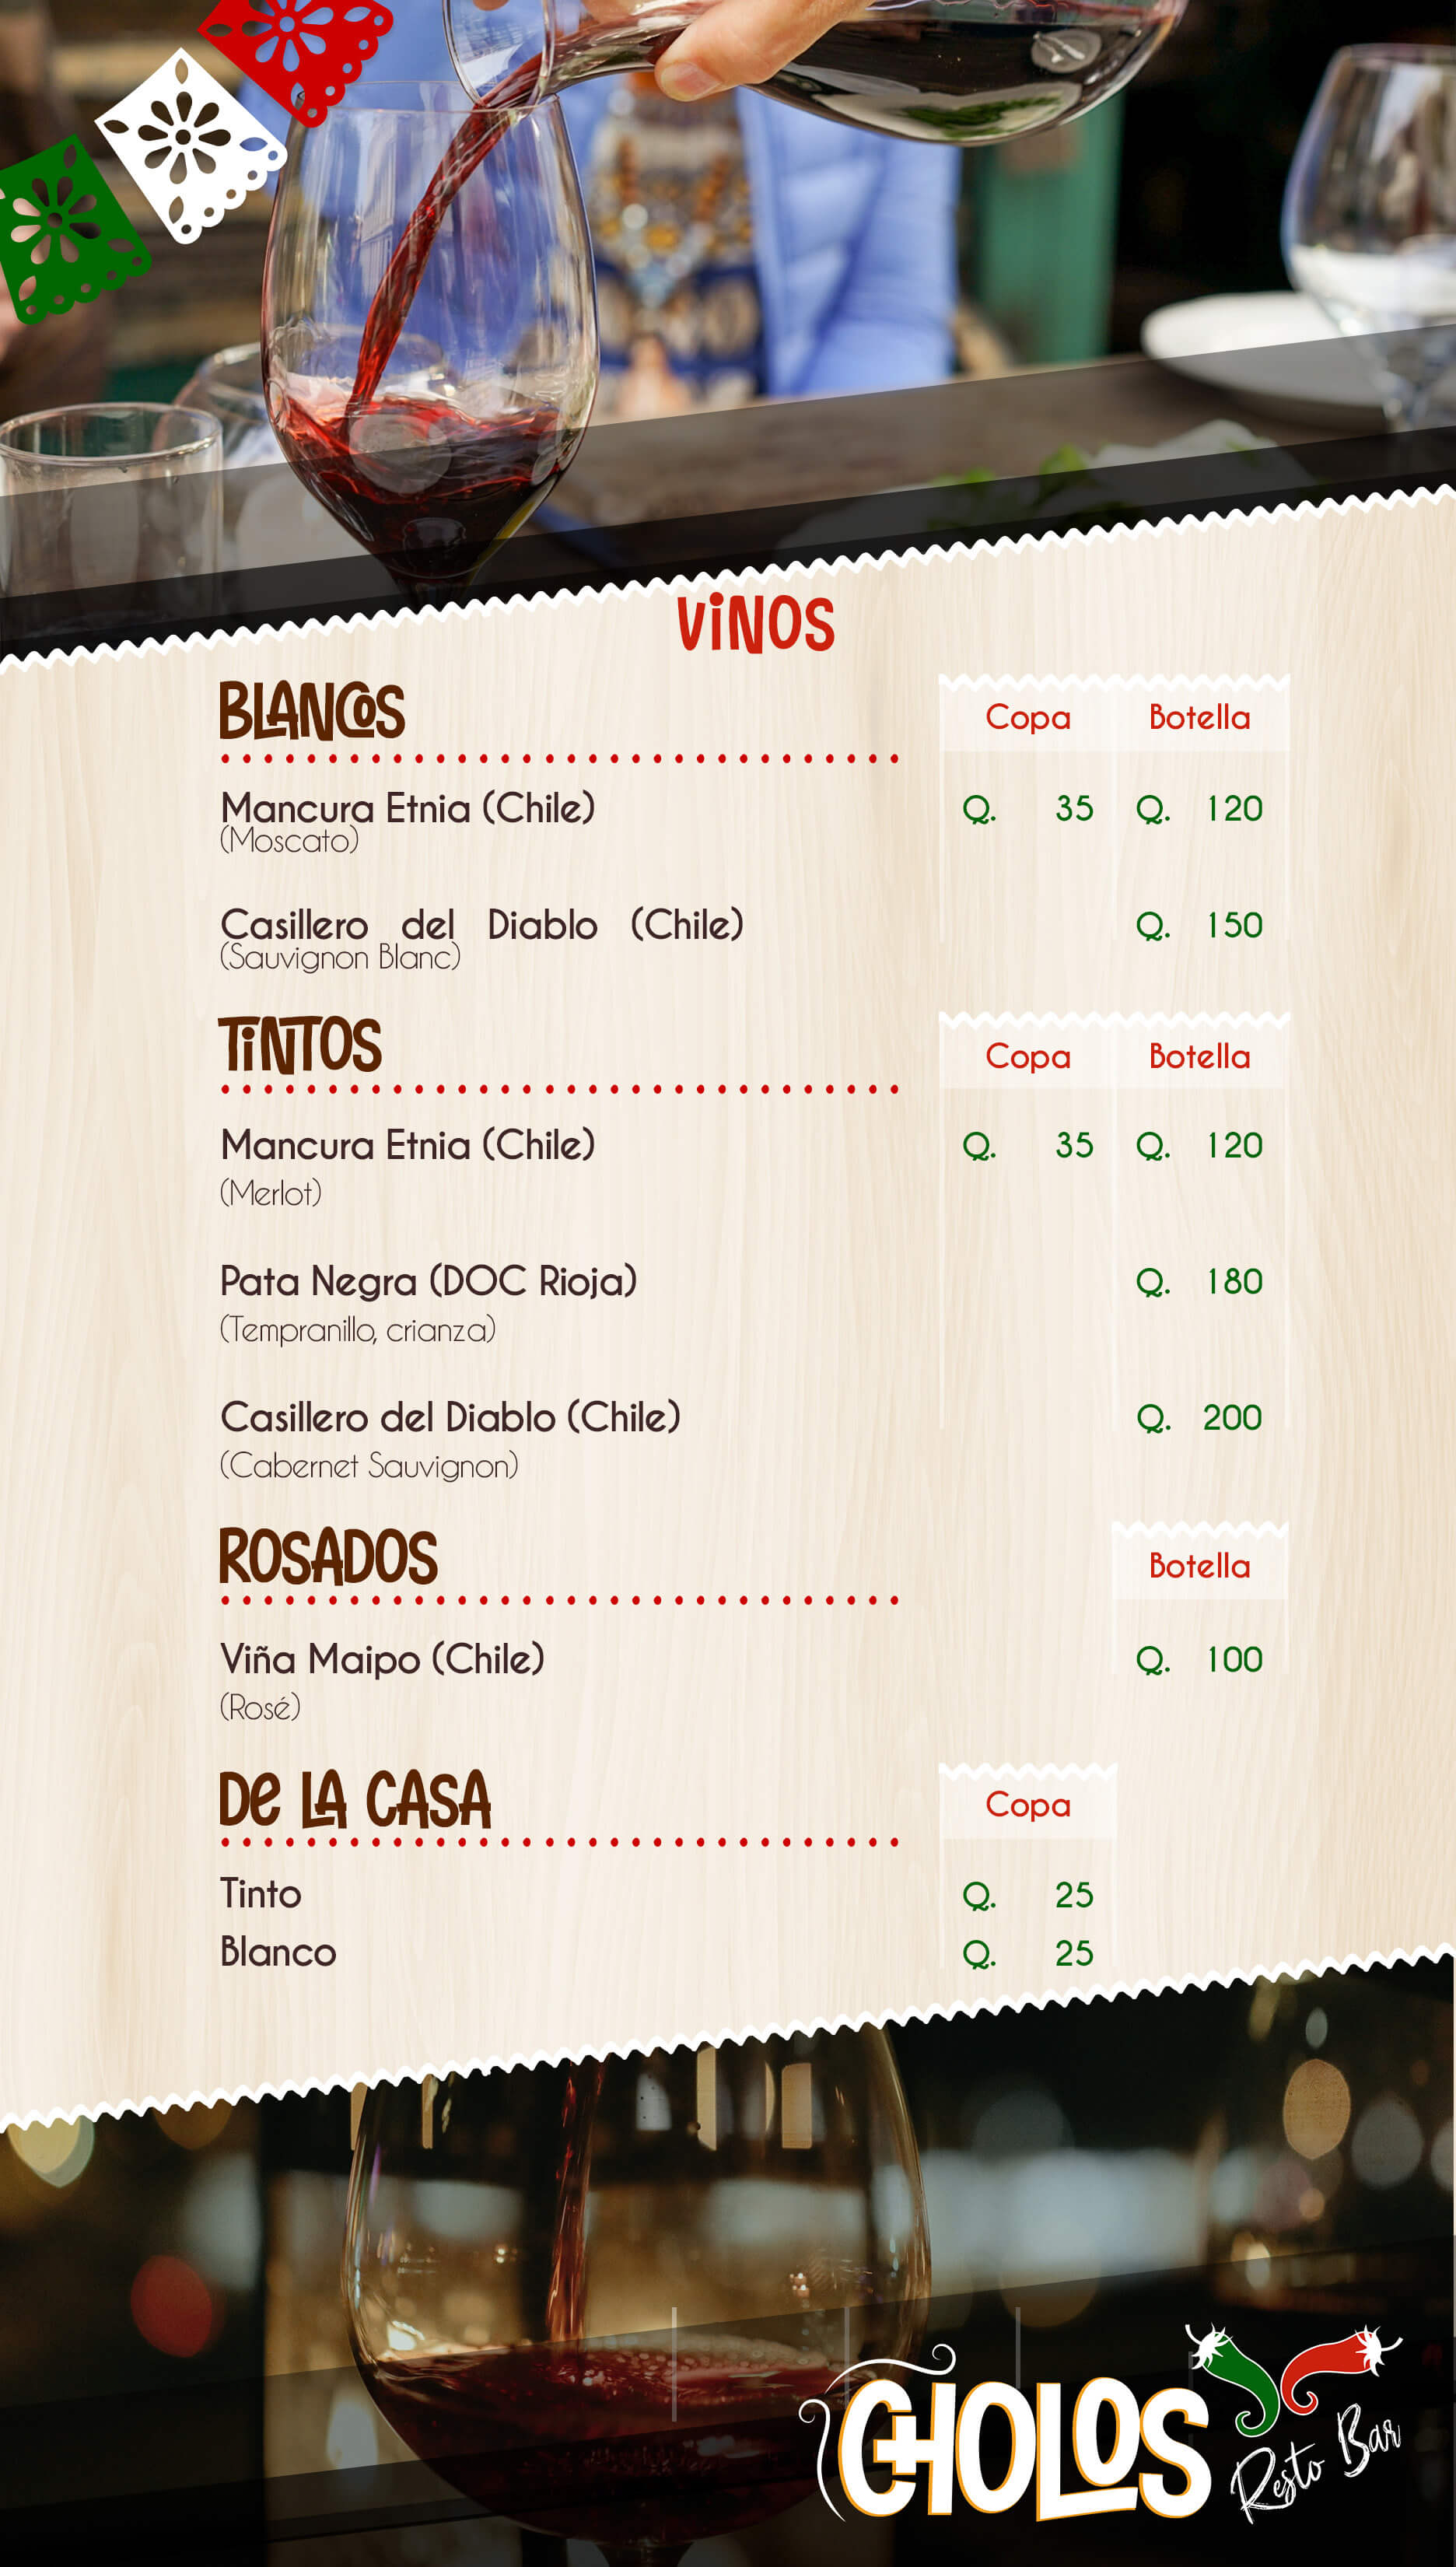 ViNOS
BLANCOS
Copa Botella
Mancura Etnia (Chile) Q. 35 Q. 120
(Moscato)
Casillero del Diablo (Chile) Q. 150
(Sauvignon Blanc)
TiNTOS
Copa Botella
Mancura Etnia (Chile) Q. 35 Q. 120
(Merlot)
Pata Negra (DOC Rioja) Q. 180
(Tempranillo, crianza)
Casillero del Diablo (Chile) Q. 200
(Cabernet Sauvignon)
ROSADOS
Botella
Viña Maipo (Chile) Q. 100
(Rosé)
De LA CASA
Copa
Tinto Q. 25
Blanco Q. 25
CHOLOS
Resto Bar